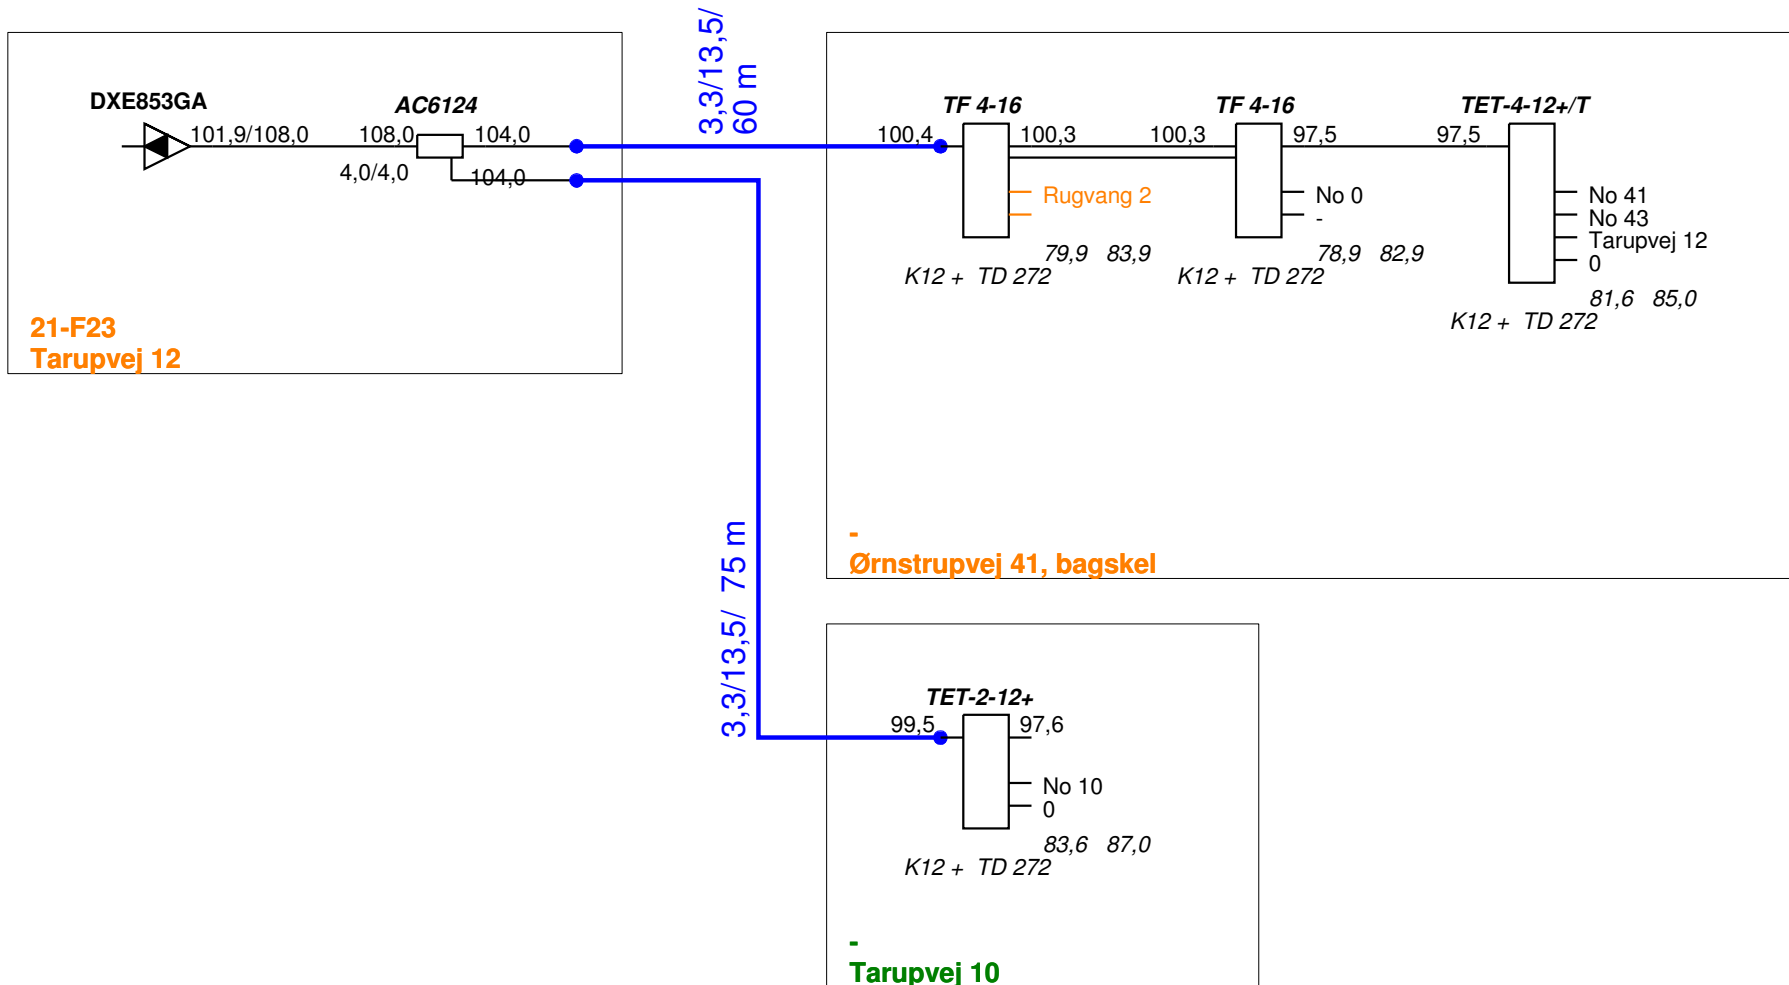 DXE853GA
101,9/108,0
AC6124
108,0
104,0
4,0/4,0
104,0
21-F23
Tarupvej 12
3,3/13,5/
60 m
3,3/13,5/ 75 m
TF 4-16
100,4
100,3
Rugvang 2
79,9 83,9
K12 + TD 272
TF 4-16
100,3
97,5
No 0
-
78,9 82,9
K12 + TD 272
TET-4-12+/T
97,5
No 41
No 43
Tarupvej 12
0
81,6 85,0
K12 + TD 272
-
Ørnstrupvej 41, bagskel
TET-2-12+
99,5
97,6
No 10
0
83,6 87,0
K12 + TD 272
-
Tarupvej 10